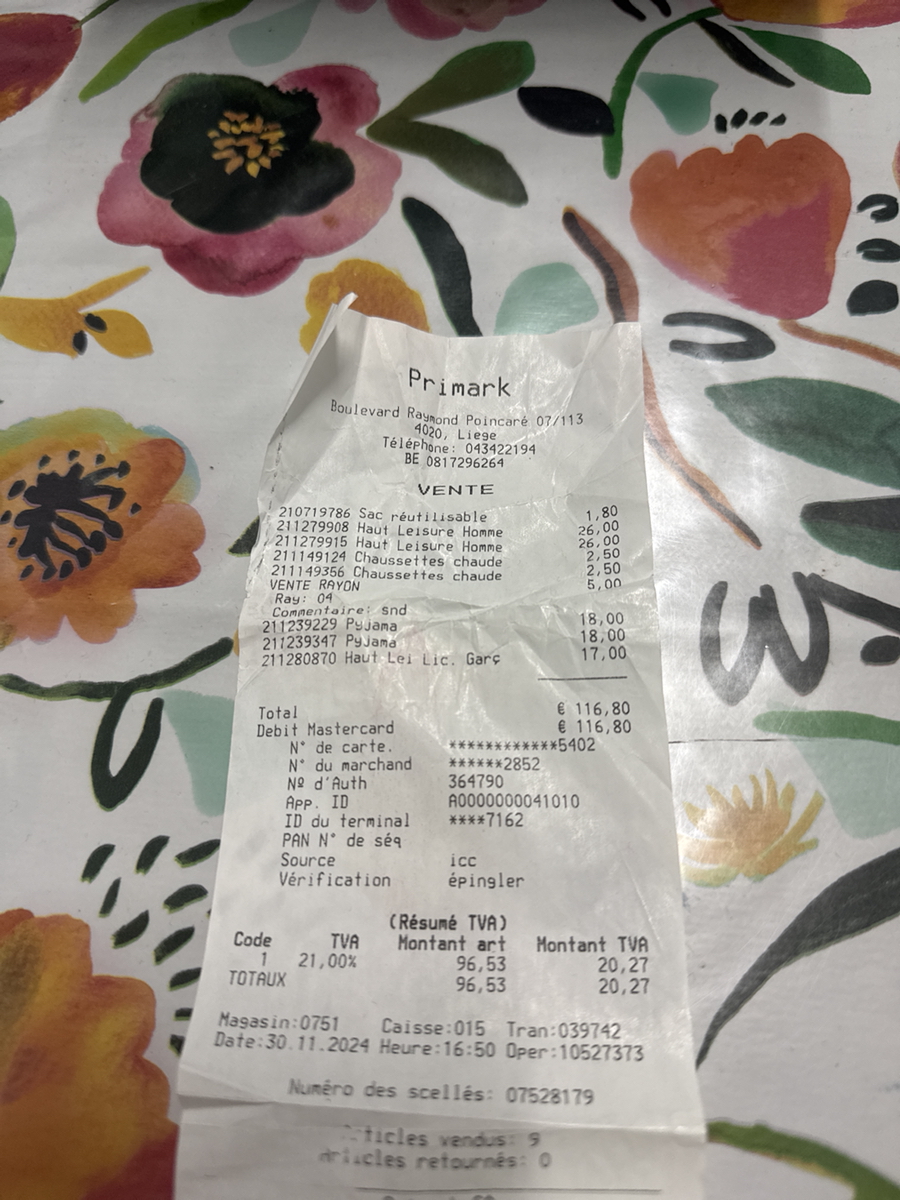 Primark
Boulevard Raymond Poincaré 07/113
4020, Liege
Téléphone: 043422194
BE 0817296264
VENTE
210719786 Sac réutilisable 1,80
211279908 Haut Leisure Homme 26,00
211279915 Haut Leisure Homme 26,00
211149124 Chaussettes chaude 2,50
211149356 Chaussettes chaude 2,50
VENTE RAYON 5,00
Ray: 04
Commentaire: snd
211239229 Pyjama 18,00
211239347 Pyjama 18,00
211280870 Haut Lei Lic. Garç 17,00
Total € 116,80
Debit Mastercard € 116,80
N° de carte. ************5402
N° du marchand ******2852
Nº d'Auth 364790
App. ID A0000000041010
ID du terminal ****7162
PAN N° de séq
Source icc
Vérification épingler
(Résumé TVA)
Code TVA Montant art Montant TVA
1 21,00% 96,53 20,27
TOTAUX 96,53 20,27
Magasin:0751 Caisse:015 Tran:039742
Date:30.11.2024 Heure:16:50 Oper:10527373
Numéro des scellés: 07528179
Articles vendus: 9
Articles retournés: 0